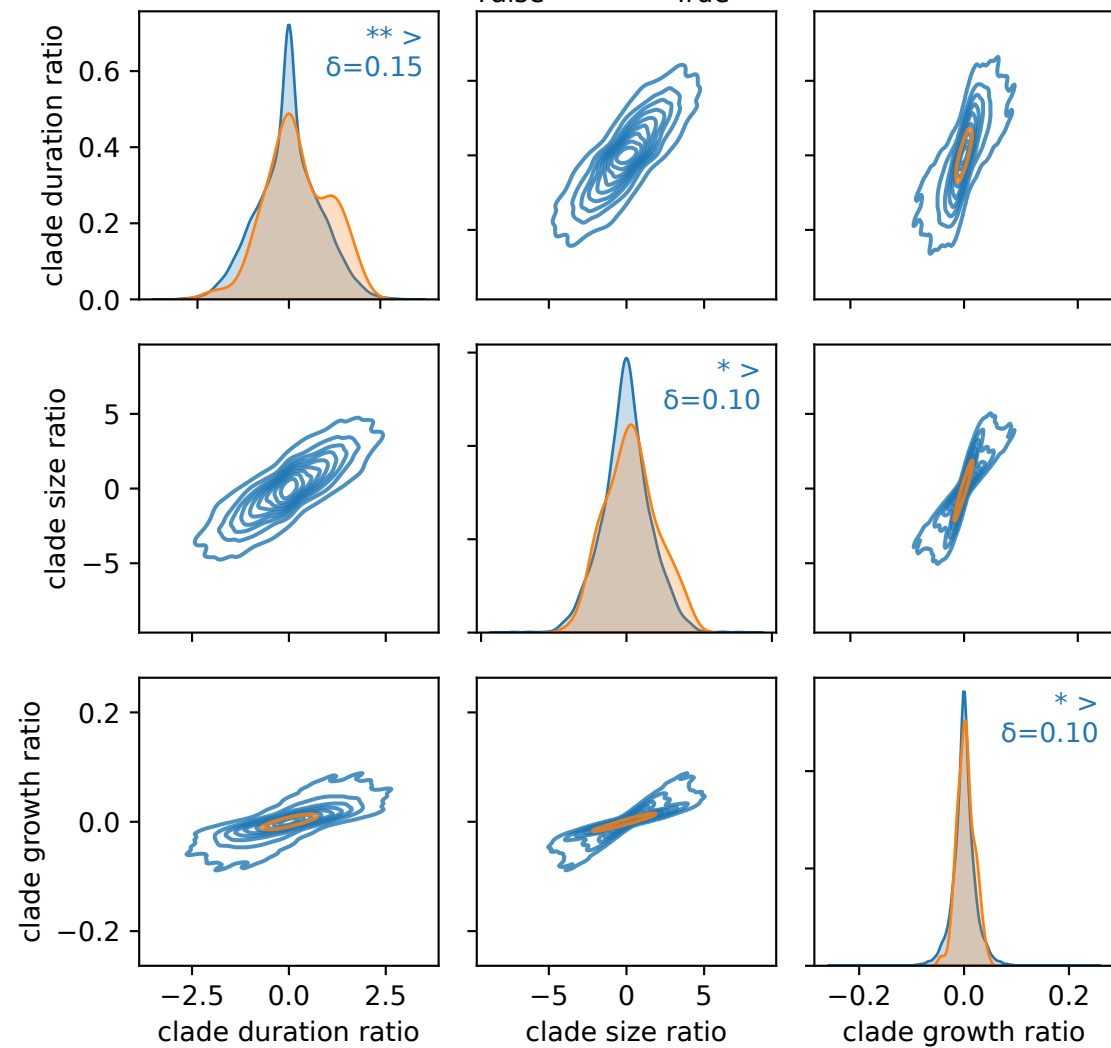 False True
clade duration ratio
0.6
0.4
0.2
0.0
** >
δ=0.15
clade size ratio
5
0
−5
* >
δ=0.10
clade growth ratio
0.2
0.0
−0.2
* >
δ=0.10
−2.5 0.0 2.5
−5 0 5
−0.2 0.0 0.2
clade duration ratio
clade size ratio
clade growth ratio